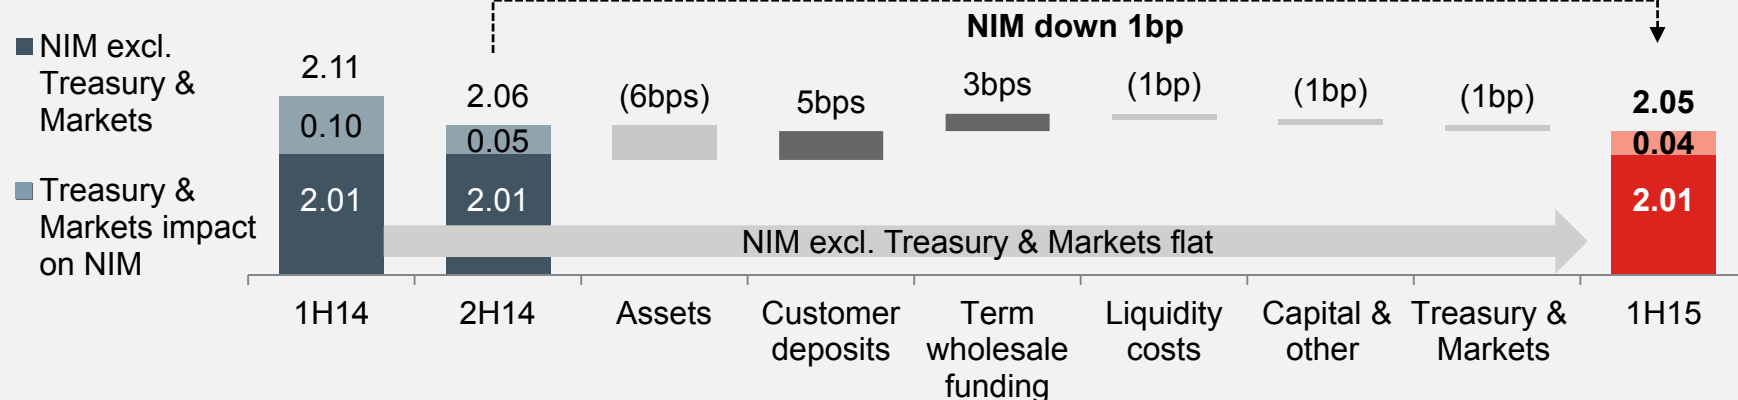 NIM down 1bp
NIM excl.
Treasury &
Markets
Treasury &
Markets impact
on NIM
2.11
0.10
2.01
2.06
0.05
2.01
(6bps)
5bps
3bps
(1bp)
(1bp)
(1bp)
2.05
0.04
2.01
NIM excl. Treasury & Markets flat
1H14
2H14
Assets
Customer
deposits
Term
wholesale
funding
Liquidity
costs
Capital &
other
Treasury &
Markets
1H15